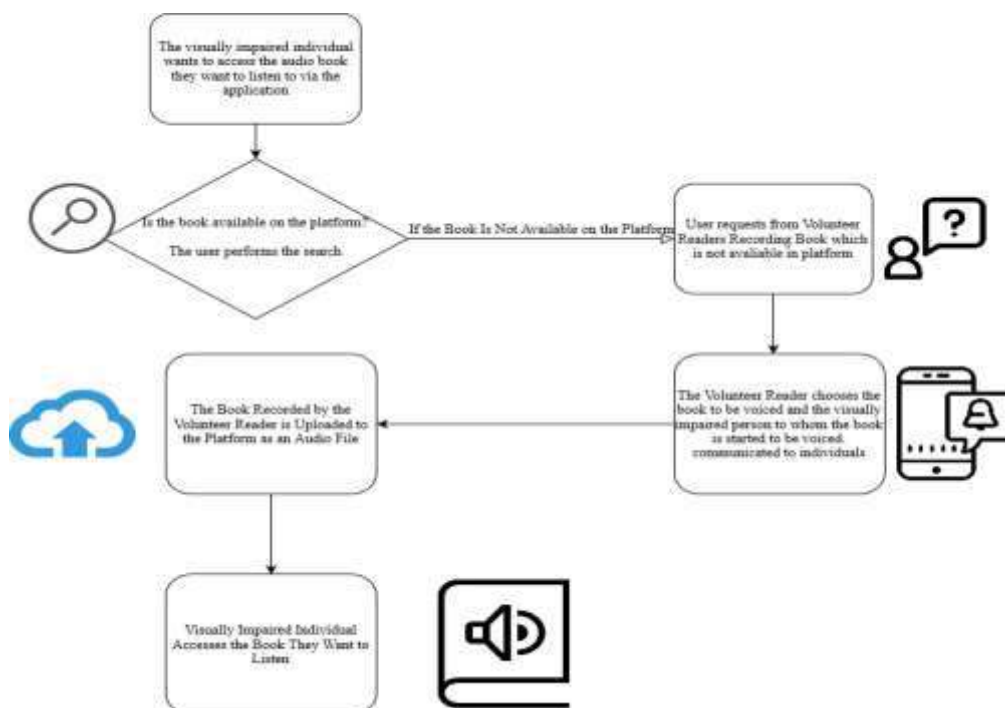 The visually impaired individual
wants to access the audio book
they want to listen to via the
application
Is the book available on the platform?
The user performs the search
If the Book Is Not Available on the Platform
User requests from Volunteer
Readers Recording Book which
is not avaliable in platform
?
The Volunteer Reader chooses the
book to be voiced and the visually
impaired person to whom the book
is started to be voiced.
communicated to individuals
The Book Recorded by the
Volunteer Reader is Uploaded to
the Platform as an Audio File
Visually Impaired Individual
Accesses the Book They Want to
Listen